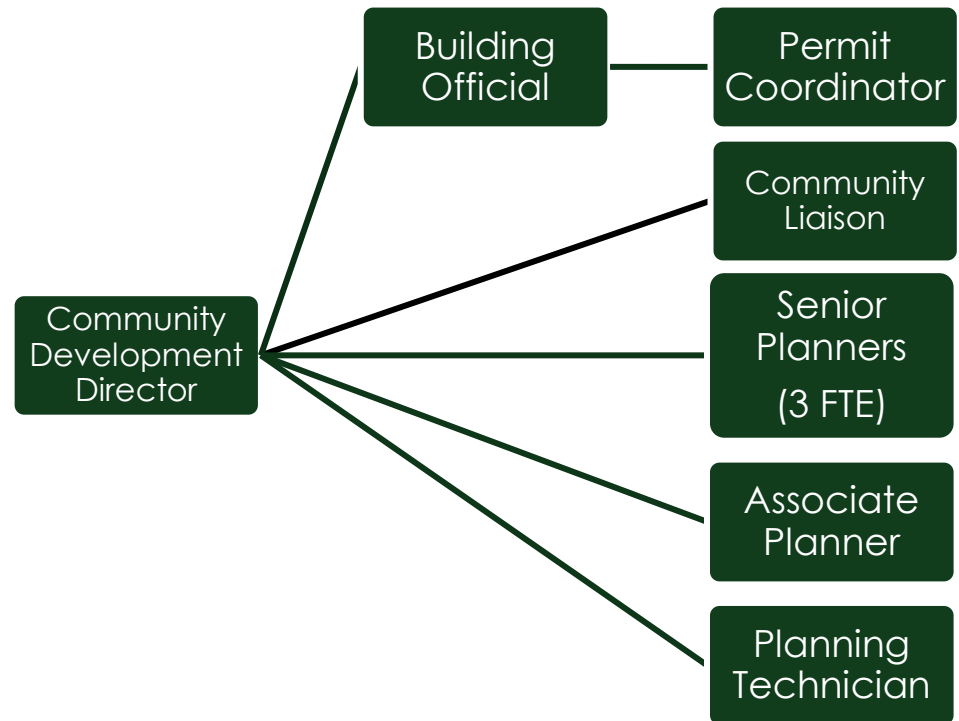 Building
Official
Permit
Coordinator
Community
Liaison
Community
Development
Director
Senior
Planners
(3 FTE)
Associate
Planner
Planning
Technician